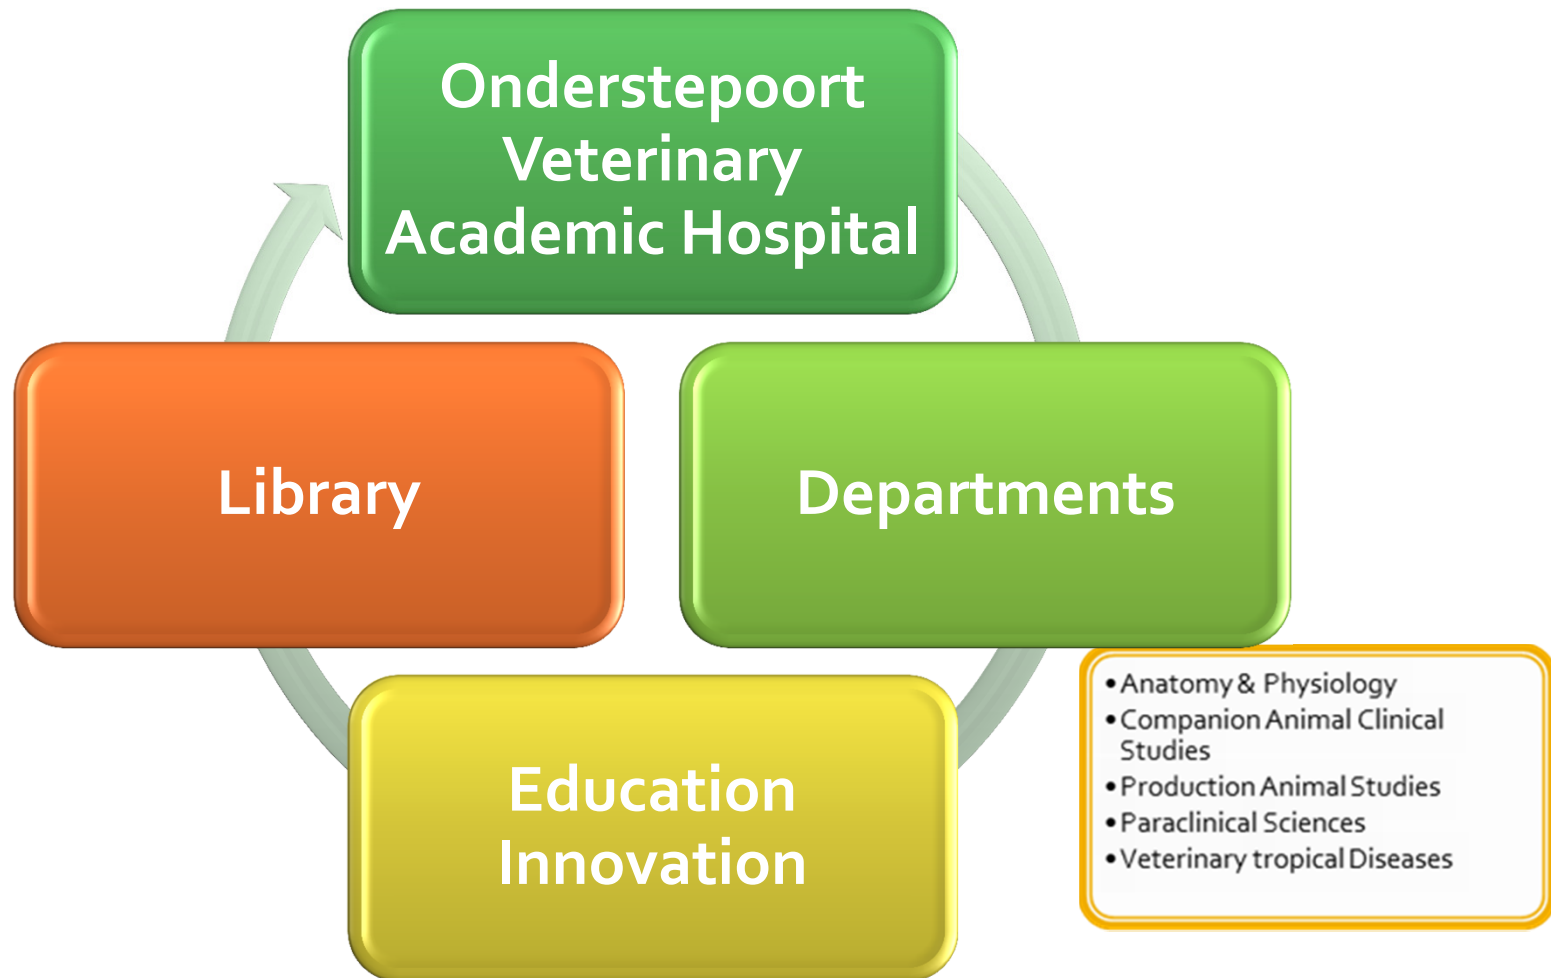 Onderstepoort
Veterinary
Academic Hospital
Library
Departments
Education
Innovation
• Anatomy & Physiology
• Companion Animal Clinical
Studies
• Production Animal Studies
• Paraclinical Sciences
• Veterinary tropical Diseases